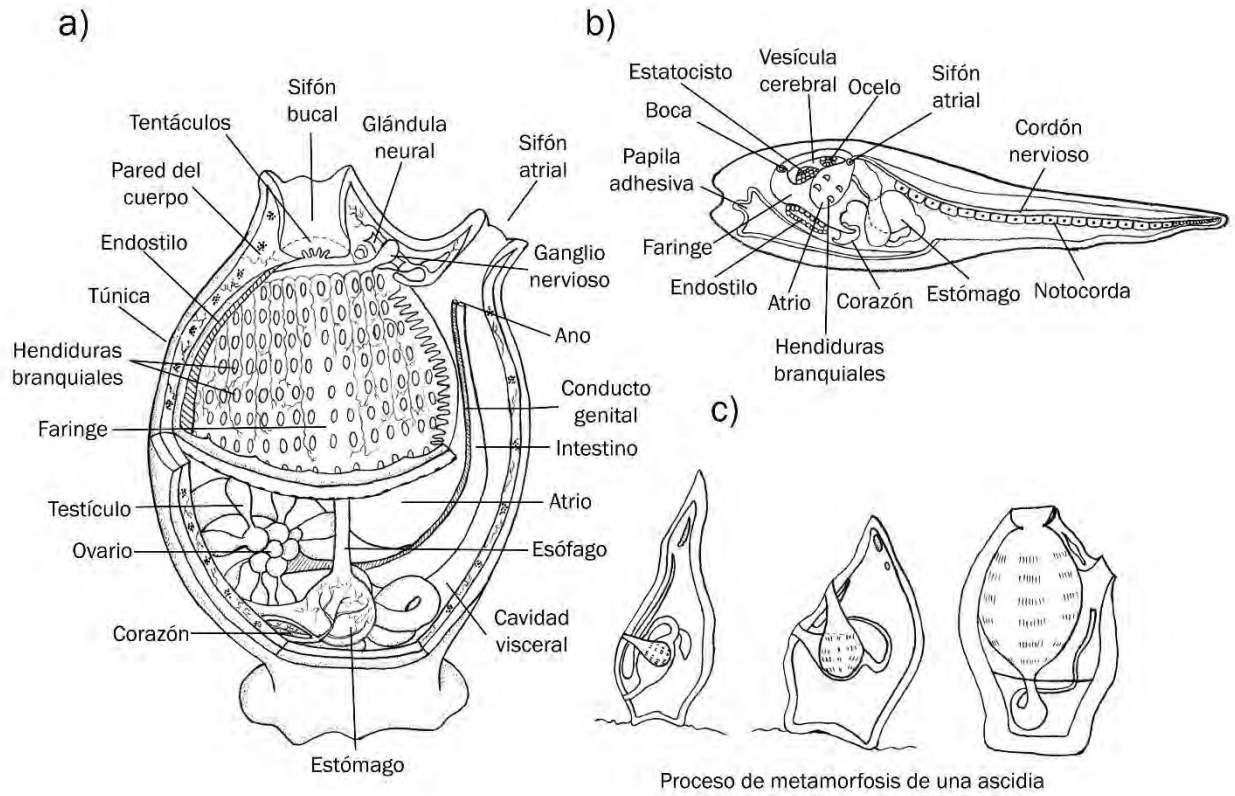 a)
Sifón
bucal
Tentáculos
Glándula
neural
Pared del
cuerpo
Sifón
atrial
Endostilo
Ganglio
nervioso
Túnica
Ano
Hendiduras
branquiales
Conducto
genital
Faringe
Intestino
Testículo
Atrio
Ovario
Esófago
Corazón
Cavidad
visceral
Estómago
b)
Vesícula
cerebral
Estatocisto
Ocelo
Sifón
atrial
Boca
Cordón
nervioso
Papila
adhesiva
Faringe
Endostilo
Atrio
Corazón
Estómago
Notocorda
Hendiduras
branquiales
c)
Proceso de metamorfosis de una ascidia